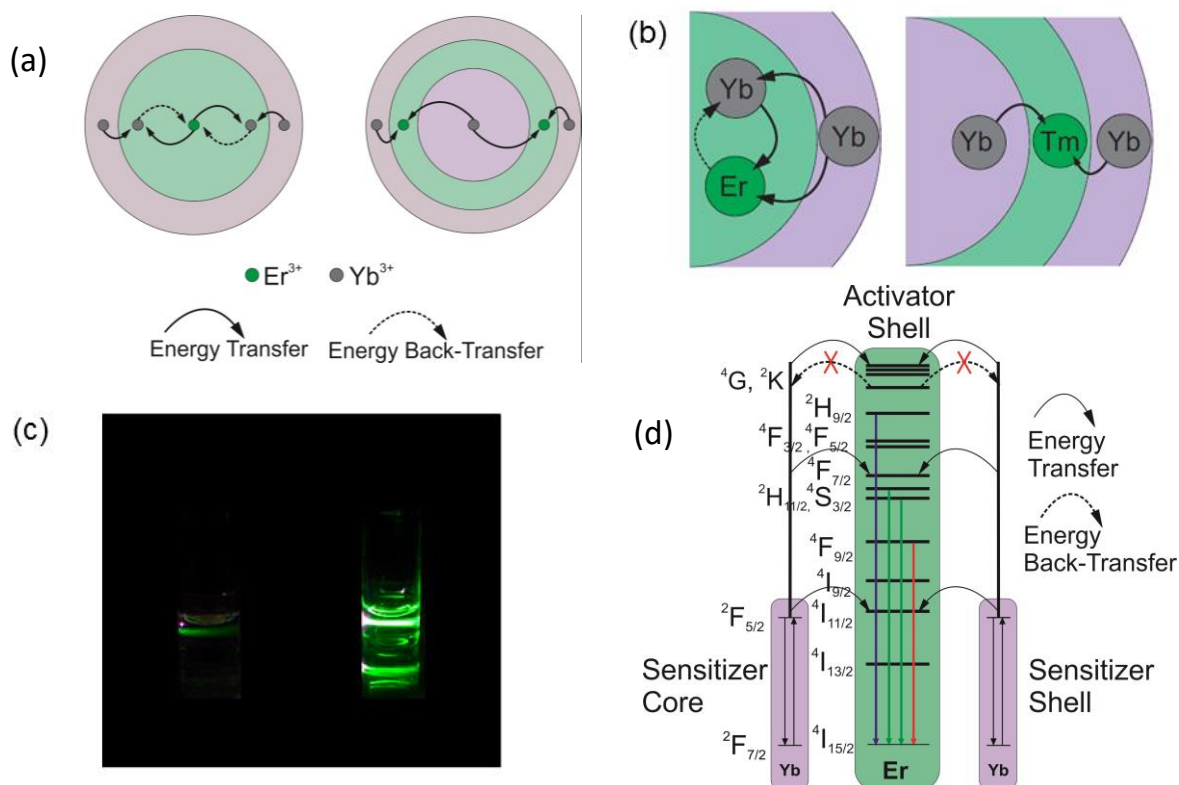 (a)
Er3+ Yb3+
Energy Transfer
Energy Back-Transfer
(b)
Yb
Er
Yb
Yb
Tm
Yb
(c)
(d)
Activator
Shell
4G, 2K
2H9/2
4F3/2, 4F5/2
4F7/2
2H11/2, 4S3/2
4F9/2
4I9/2
2F5/2
4I11/2
4I13/2
2F7/2
4I15/2
Sensitizer
Core
Yb
Er
Yb
Sensitizer
Shell
Energy
Transfer
Energy
Back-Transfer